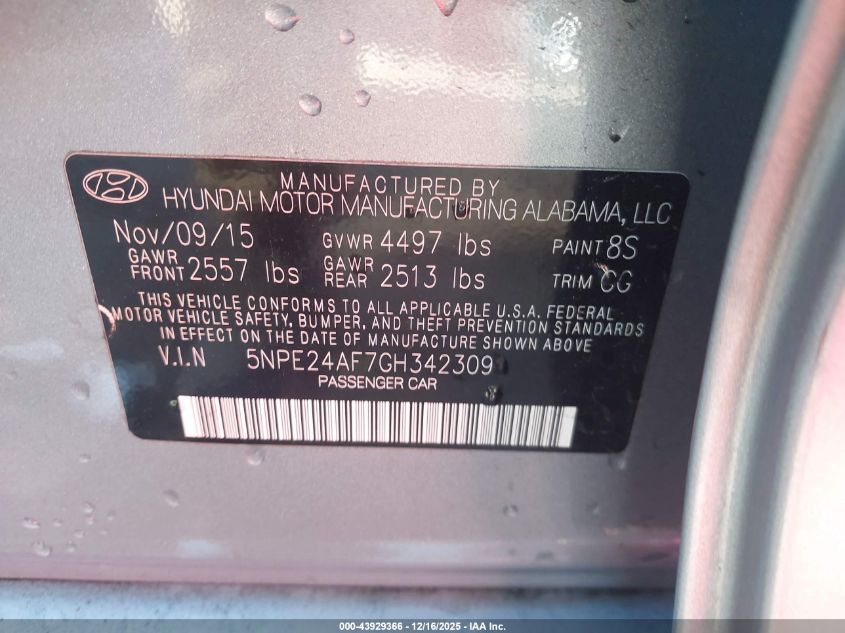 MANUFACTURED BY
HYUNDAI MOTOR MANUFACTURING ALABAMA, LLC
Nov/09/15 GVWR 4497 lbs PAINT 8S
GAWR FRONT 2557 lbs GAWR REAR 2513 lbs TRIM CG
THIS VEHICLE CONFORMS TO ALL APPLICABLE U.S.A. FEDERAL
MOTOR VEHICLE SAFETY, BUMPER, AND THEFT PREVENTION STANDARDS
IN EFFECT ON THE DATE OF MANUFACTURE SHOWN ABOVE
V.I.N 5NPE24AF7GH342309
PASSENGER CAR
000-43929366 - 12/16/2025 - IAA Inc.